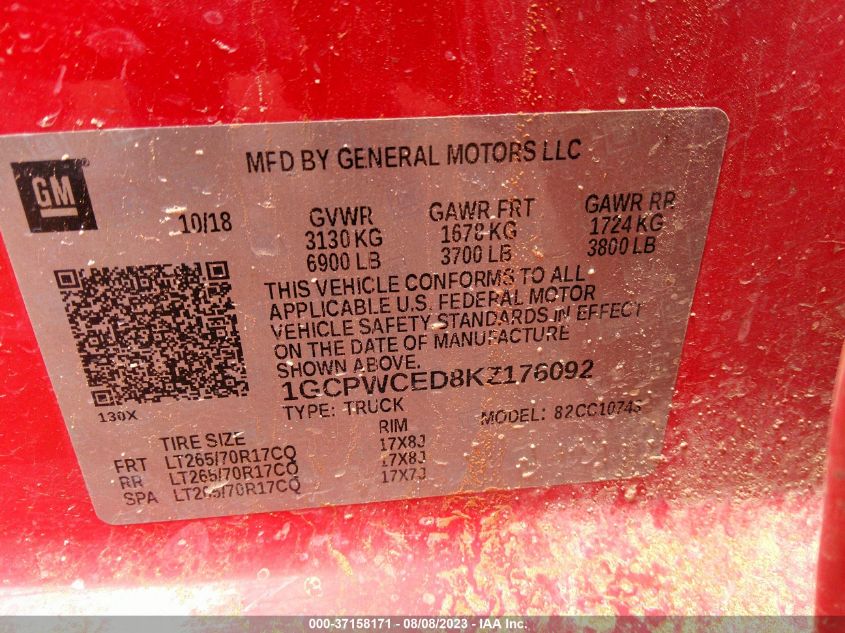 MFD BY GENERAL MOTORS LLC
GM
10/18
GVWR
3130 KG
6900 LB
GAWR FRT
1678 KG
3700 LB
GAWR RR
1724 KG
3800 LB
THIS VEHICLE CONFORMS TO ALL
APPLICABLE U.S. FEDERAL MOTOR
VEHICLE SAFETY STANDARDS IN EFFECT
ON THE DATE OF MANUFACTURE
SHOWN ABOVE.
1GCPWCED8KZ176092
130X
TYPE: TRUCK
MODEL:
TIRE SIZE RIM
FRT LT265/70R17CQ 17X8J
RR LT265/70R17CQ 17X8J
SPA LT265/70R17CQ 17X7J
000-37158171 - 08/08/2023 - IAA Inc.